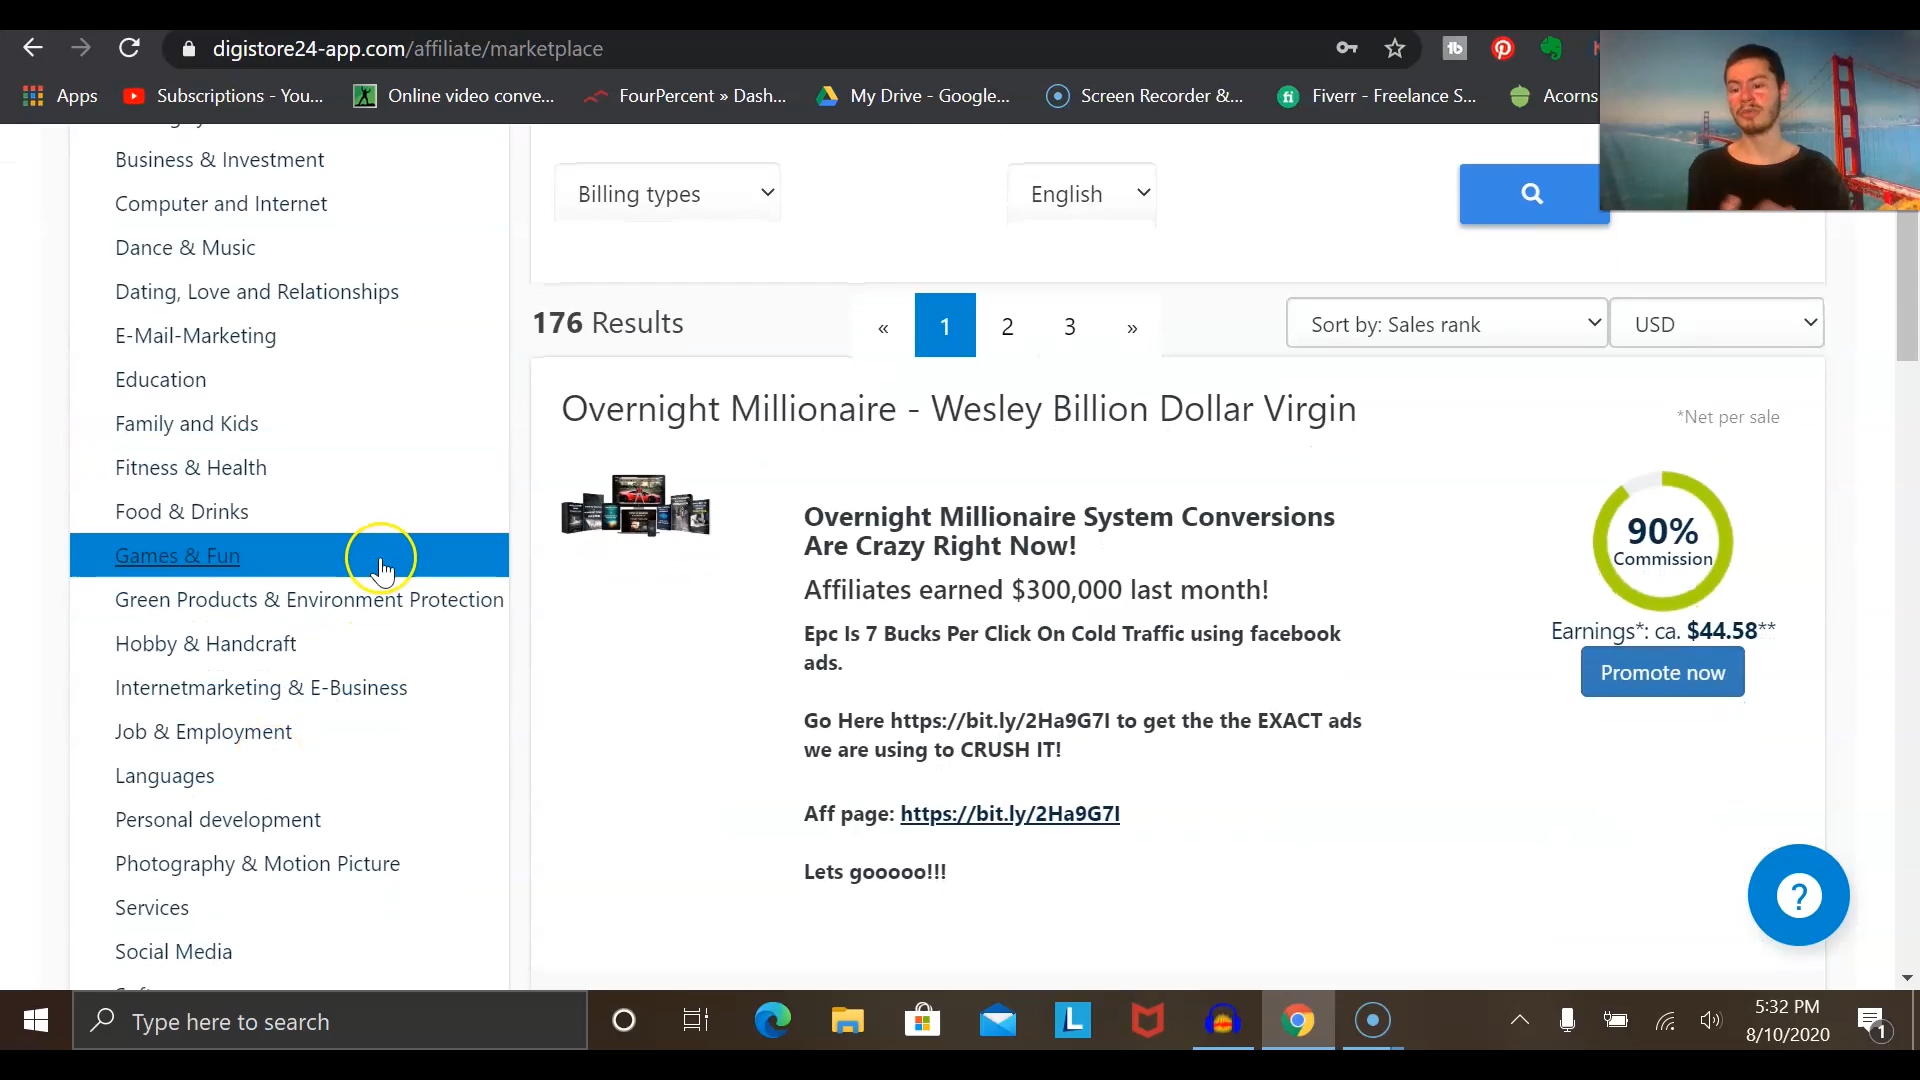 digistore24-app.com/affiliate/marketplace
Apps
Subscriptions - You...
Online video conve...
FourPercent » Dash...
My Drive - Google...
Screen Recorder &...
Fiverr - Freelance S...
Acorns
Business & Investment
Computer and Internet
Dance & Music
Dating, Love and Relationships
E-Mail-Marketing
Education
Family and Kids
Fitness & Health
Food & Drinks
Games & Fun
Green Products & Environment Protection
Hobby & Handcraft
Internetmarketing & E-Business
Job & Employment
Languages
Personal development
Photography & Motion Picture
Services
Social Media
Billing types
English
176 Results
«
1
2
3
»
Sort by: Sales rank
USD
Overnight Millionaire - Wesley Billion Dollar Virgin
*Net per sale
Overnight Millionaire System Conversions
Are Crazy Right Now!
Affiliates earned $300,000 last month!
Epc Is 7 Bucks Per Click On Cold Traffic using facebook
ads.
Go Here https://bit.ly/2Ha9G7I to get the the EXACT ads
we are using to CRUSH IT!
Aff page: https://bit.ly/2Ha9G7I
Lets gooooo!!!
90%
Commission
Earnings*: ca. $44.58**
Promote now
?
Type here to search
5:32 PM
8/10/2020
1